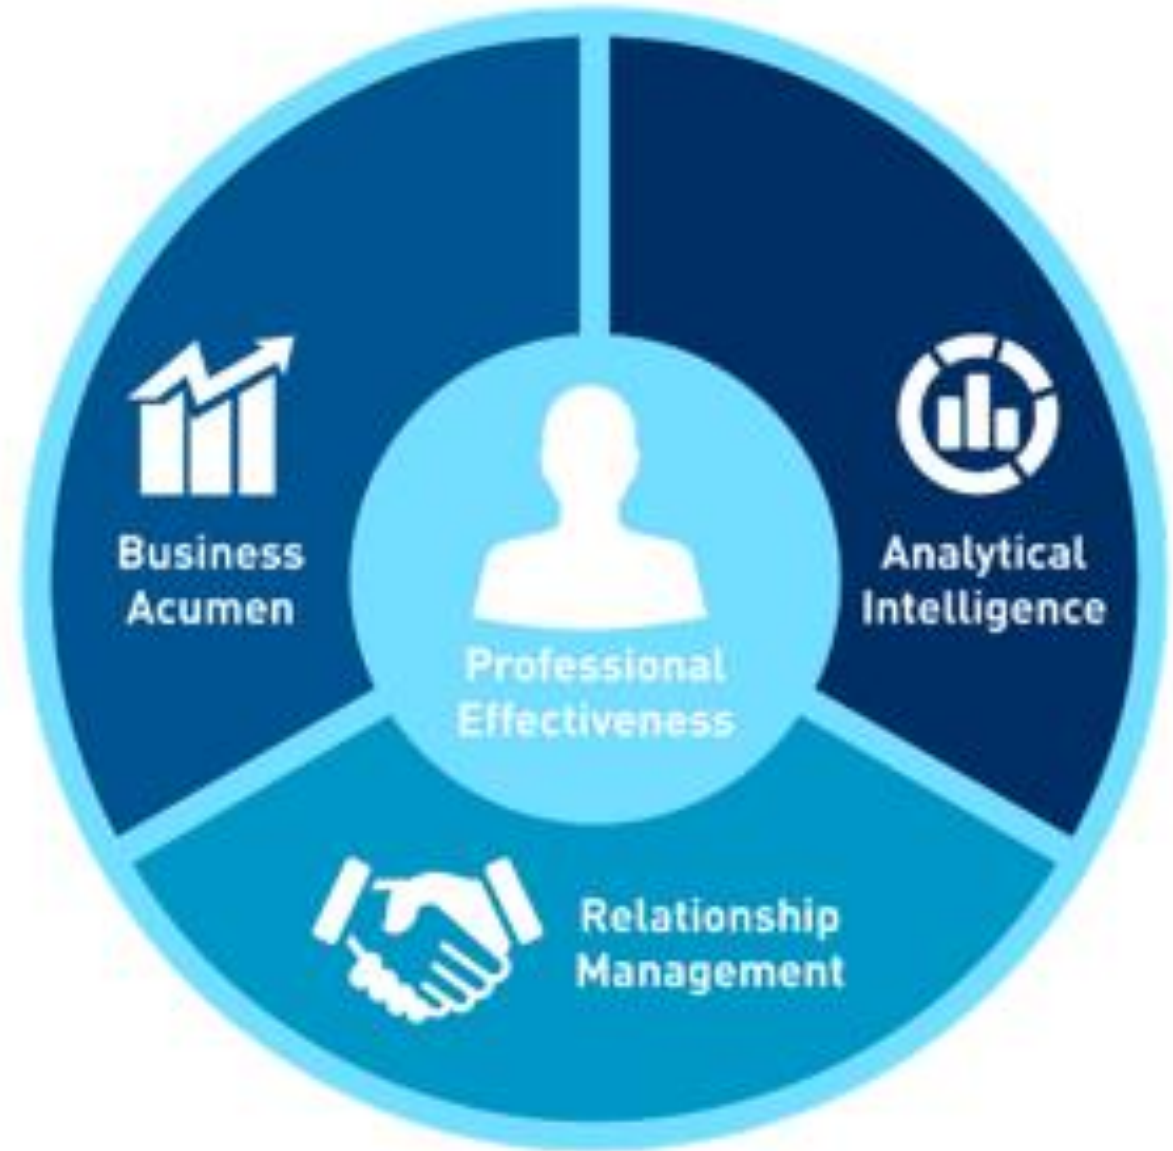 Business
Acumen
Analytical
Intelligence
Professional
Effectiveness
Relationship
Management